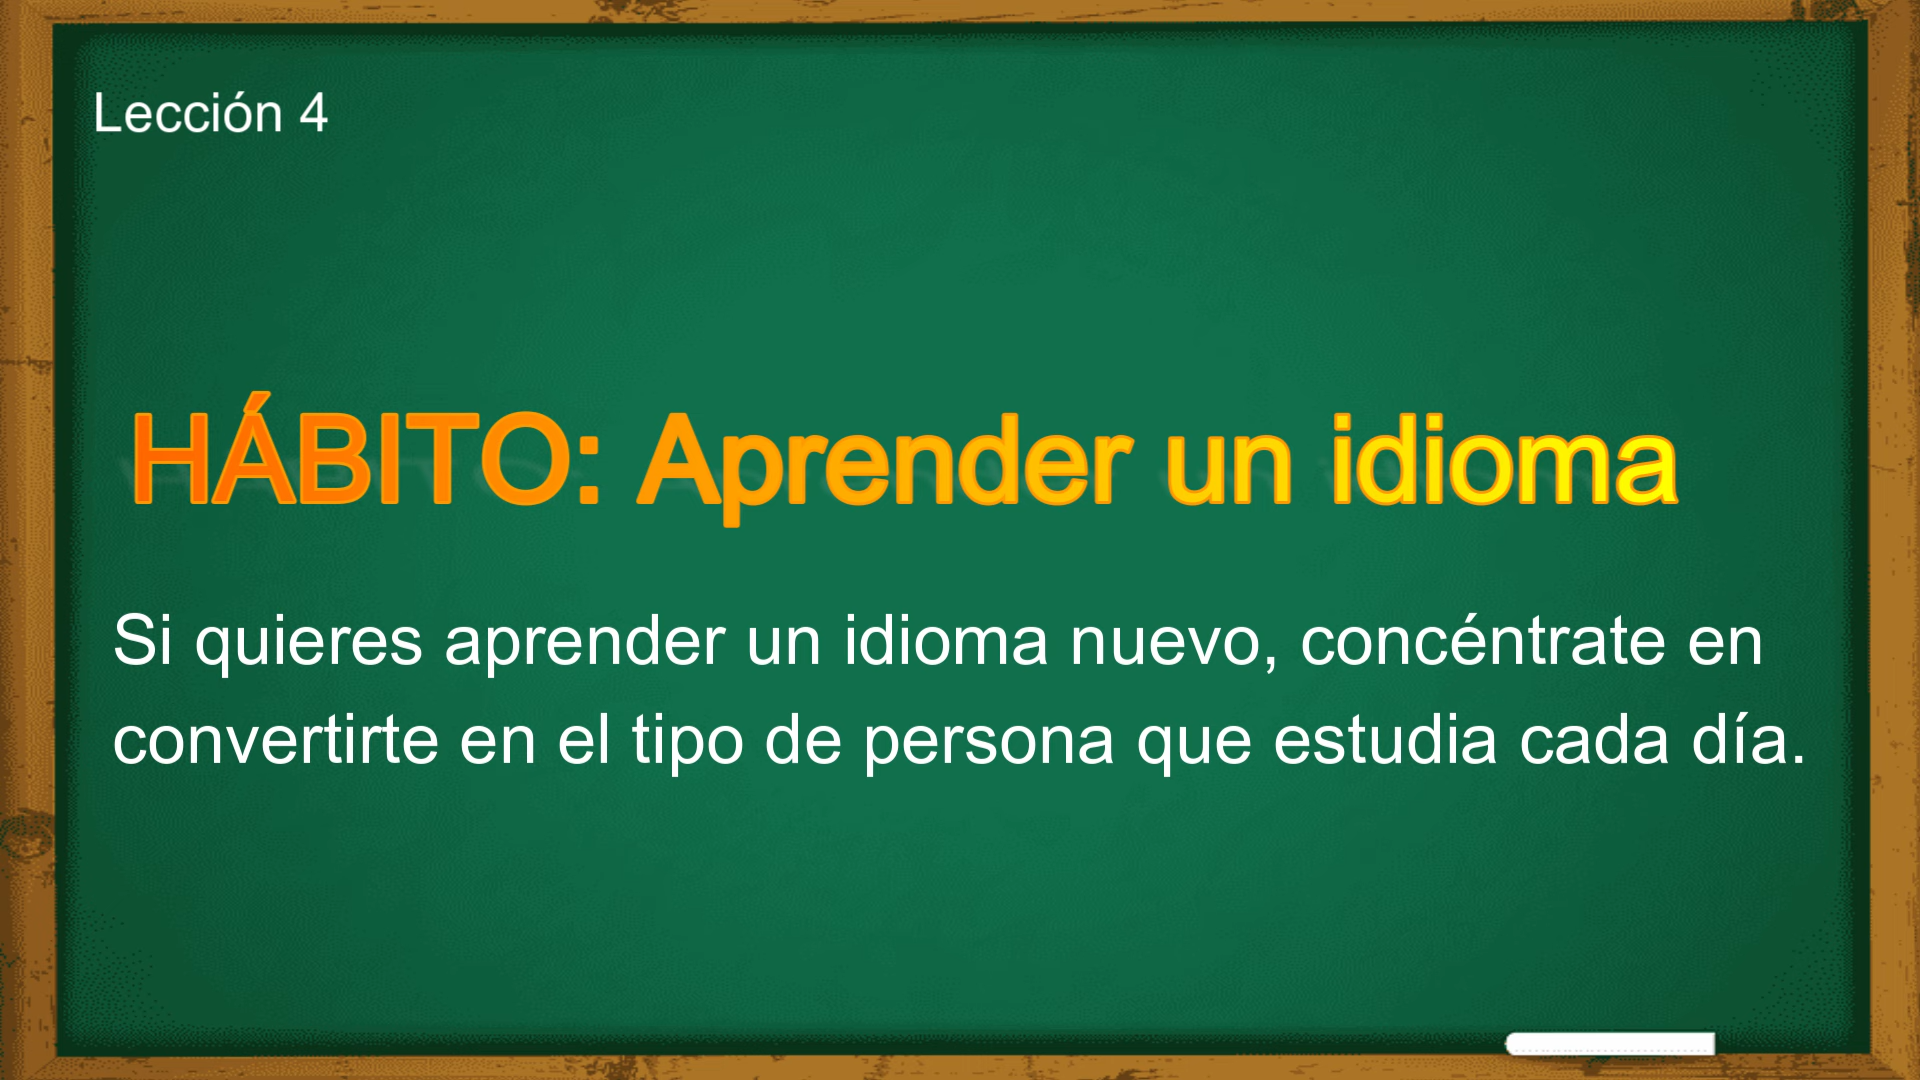 Lección 4
HÁBITO: Aprender un idioma
Si quieres aprender un idioma nuevo, concéntrate en
convertirte en el tipo de persona que estudia cada día.